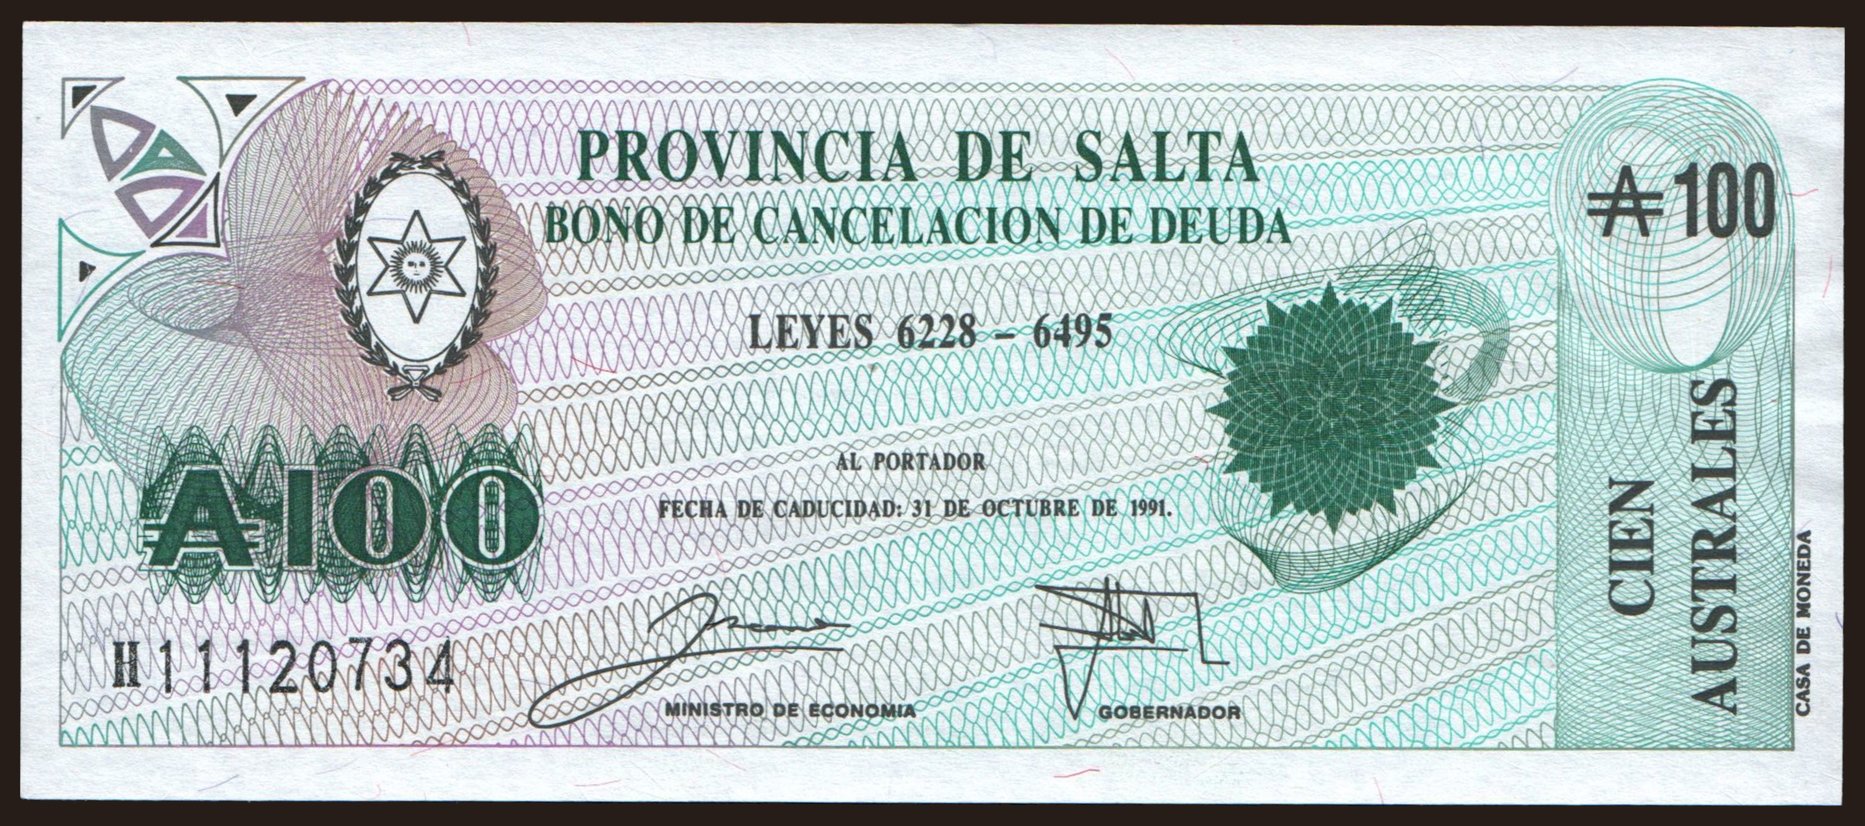 PROVINCIA DE SALTA
BONO DE CANCELACION DE DEUDA
₳ 100
LEYES 6228 – 6495
AL PORTADOR
FECHA DE CADUCIDAD: 31 DE OCTUBRE DE 1991.
₳100
H11120734
MINISTRO DE ECONOMIA
GOBERNADOR
CIEN
AUSTRALES
CASA DE MONEDA